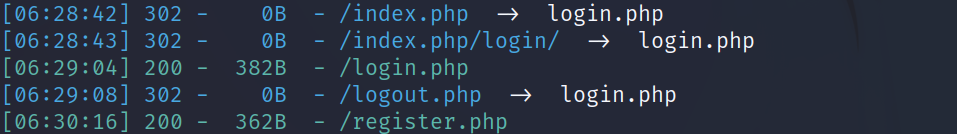 [06:28:42] 302 -    0B  - /index.php  ->  login.php
[06:28:43] 302 -    0B  - /index.php/login/  ->  login.php
[06:29:04] 200 -  382B  - /login.php
[06:29:08] 302 -    0B  - /logout.php  ->  login.php
[06:30:16] 200 -  362B  - /register.php